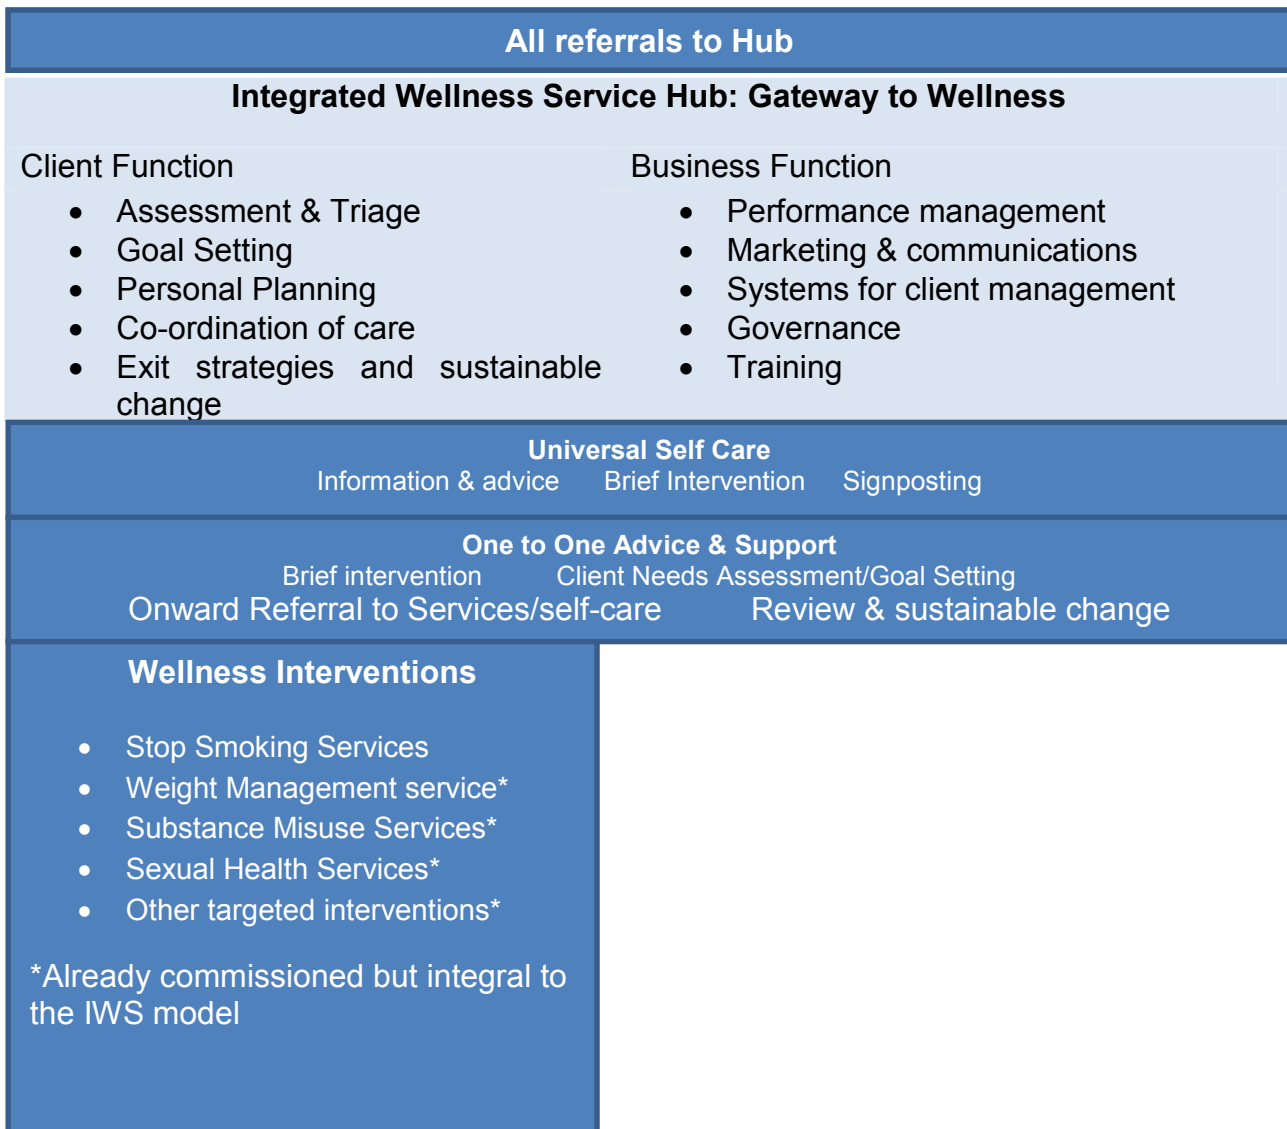 All referrals to Hub
Integrated Wellness Service Hub: Gateway to Wellness
Client Function
• Assessment & Triage
• Goal Setting
• Personal Planning
• Co-ordination of care
• Exit strategies and sustainable
change
Business Function
• Performance management
• Marketing & communications
• Systems for client management
• Governance
• Training
Universal Self Care
Information & advice Brief Intervention Signposting
One to One Advice & Support
Brief intervention Client Needs Assessment/Goal Setting
Onward Referral to Services/self-care Review & sustainable change
Wellness Interventions
• Stop Smoking Services
• Weight Management service*
• Substance Misuse Services*
• Sexual Health Services*
• Other targeted interventions*
*Already commissioned but integral to
the IWS model